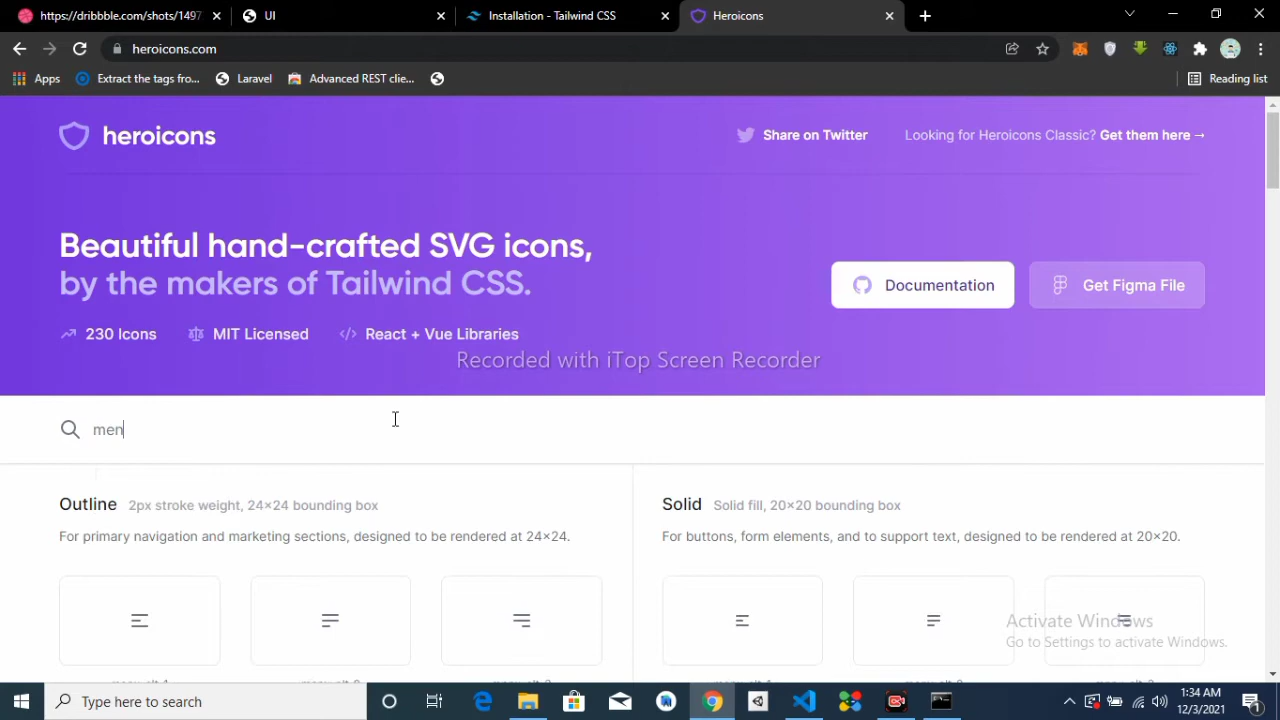 https://dribbble.com/shots/1497
UI
Installation - Tailwind CSS
Heroicons
heroicons.com
Apps
Extract the tags fro...
Laravel
Advanced REST clie...
Reading list
heroicons
Share on Twitter
Looking for Heroicons Classic? Get them here →
Beautiful hand-crafted SVG icons,
by the makers of Tailwind CSS.
Documentation
Get Figma File
230 Icons
MIT Licensed
React + Vue Libraries
Recorded with iTop Screen Recorder
men
Outline 2px stroke weight, 24×24 bounding box
For primary navigation and marketing sections, designed to be rendered at 24×24.
Solid Solid fill, 20×20 bounding box
For buttons, form elements, and to support text, designed to be rendered at 20×20.
Activate Windows
Go to Settings to activate Windows.
Type here to search
1:34 AM
12/3/2021
1